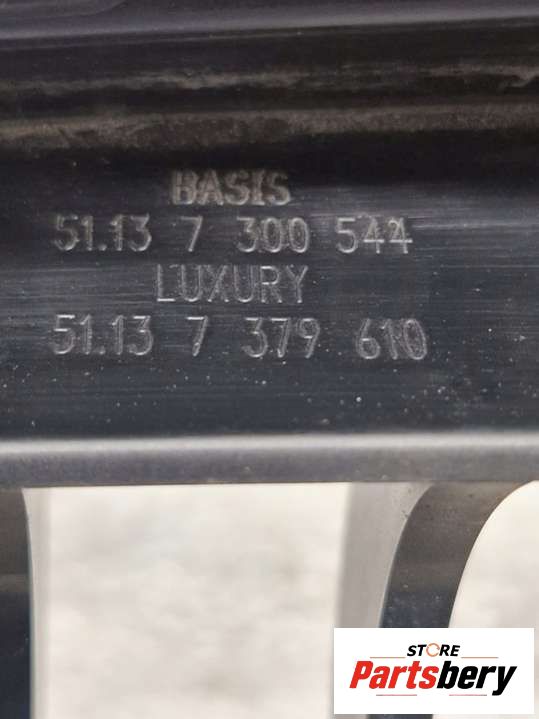 BASIS
51.13 7 300 544
LUXURY
51.13 7 379 610
STORE
Partsbery